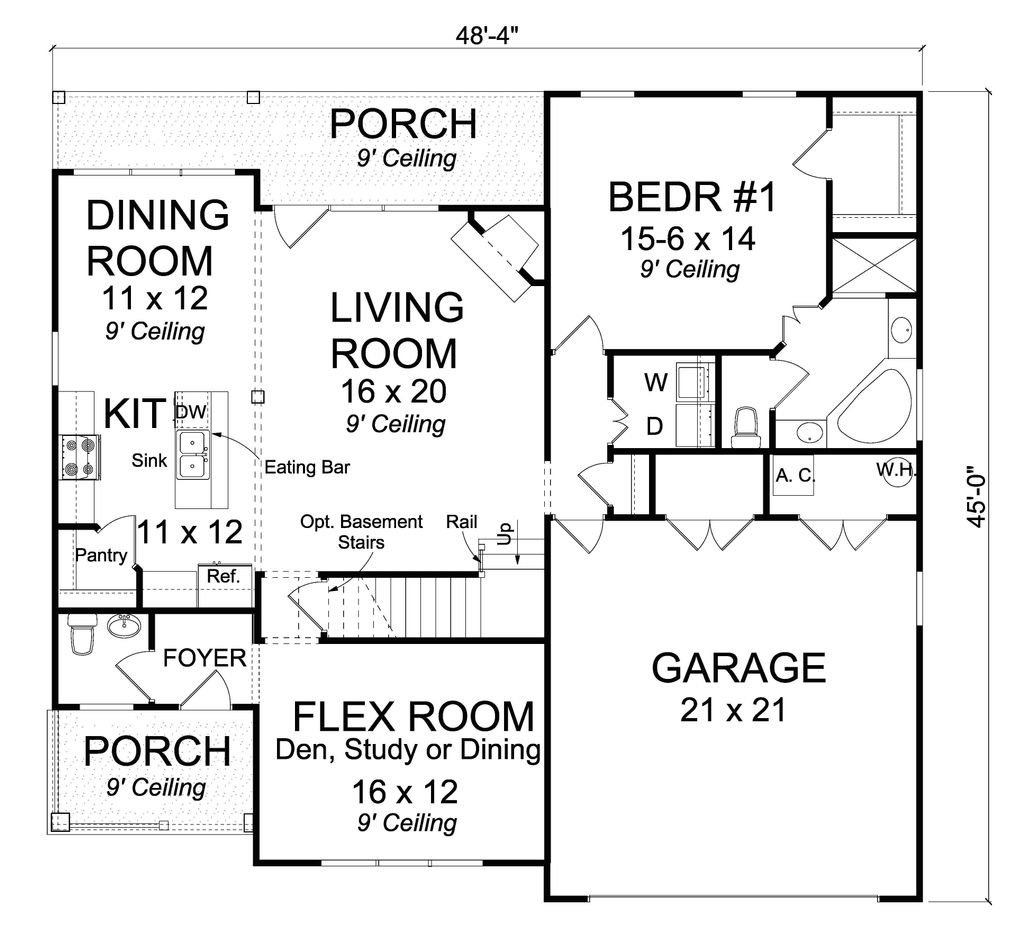 48'-4"
PORCH
9' Ceiling
DINING
ROOM
11 x 12
9' Ceiling
BEDR #1
15-6 x 14
9' Ceiling
LIVING
ROOM
16 x 20
9' Ceiling
KIT
DW
Sink
Eating Bar
11 x 12
Pantry
Ref.
W
D
A. C.
W.H.
45'-0"
Opt. Basement
Stairs
Rail
Up
FOYER
GARAGE
21 x 21
FLEX ROOM
Den, Study or Dining
16 x 12
9' Ceiling
PORCH
9' Ceiling